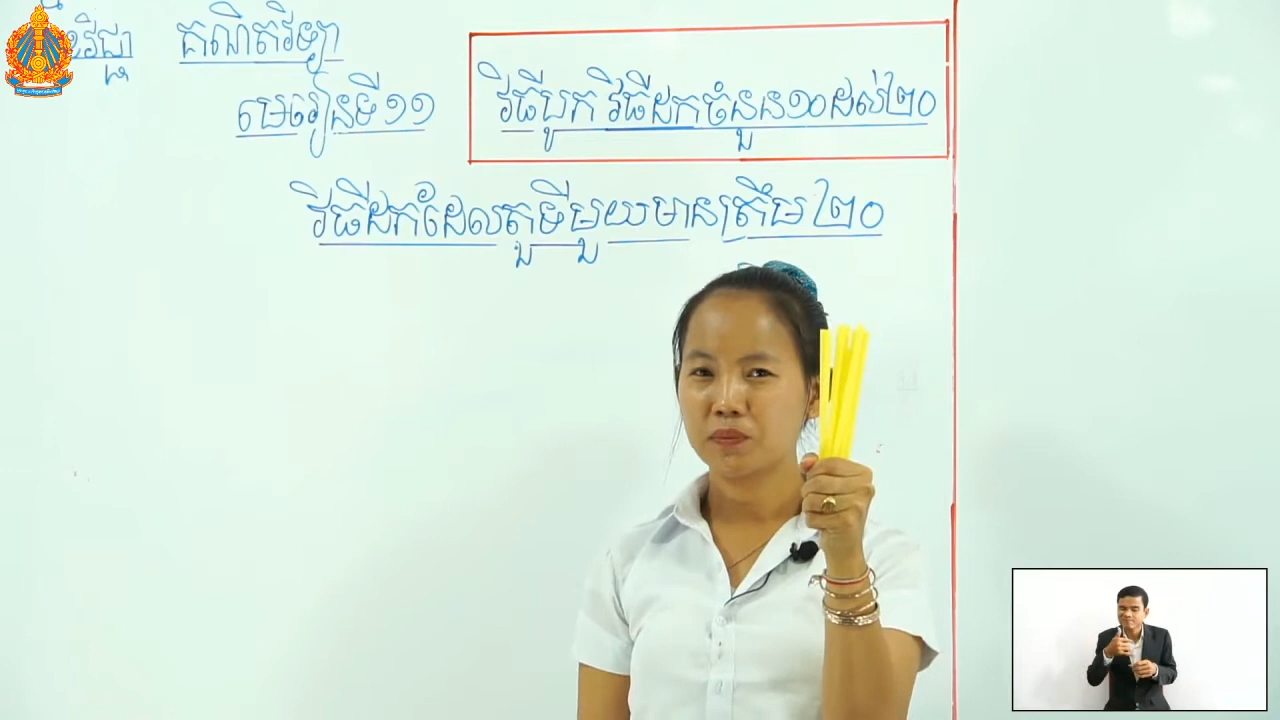 គណិតវិទ្យា
មេរៀនទី១១
វិធីបូក វិធីដកចំនួន១០ដល់២០
វិធីដកដែលតួទីមួយមានត្រឹម ២០